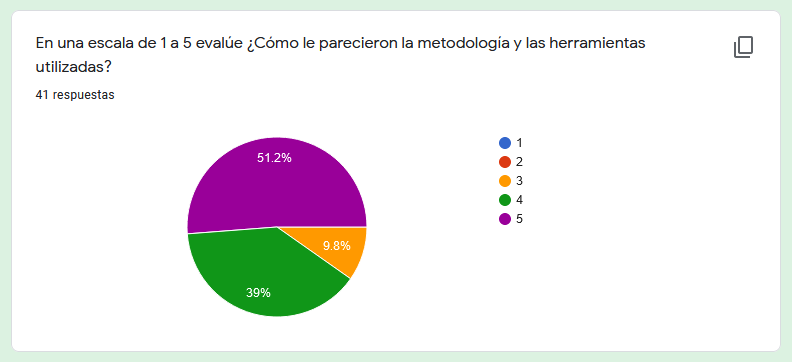 En una escala de 1 a 5 evalúe ¿Cómo le parecieron la metodología y las herramientas
utilizadas?
41 respuestas
51.2%
9.8%
39%
1
2
3
4
5